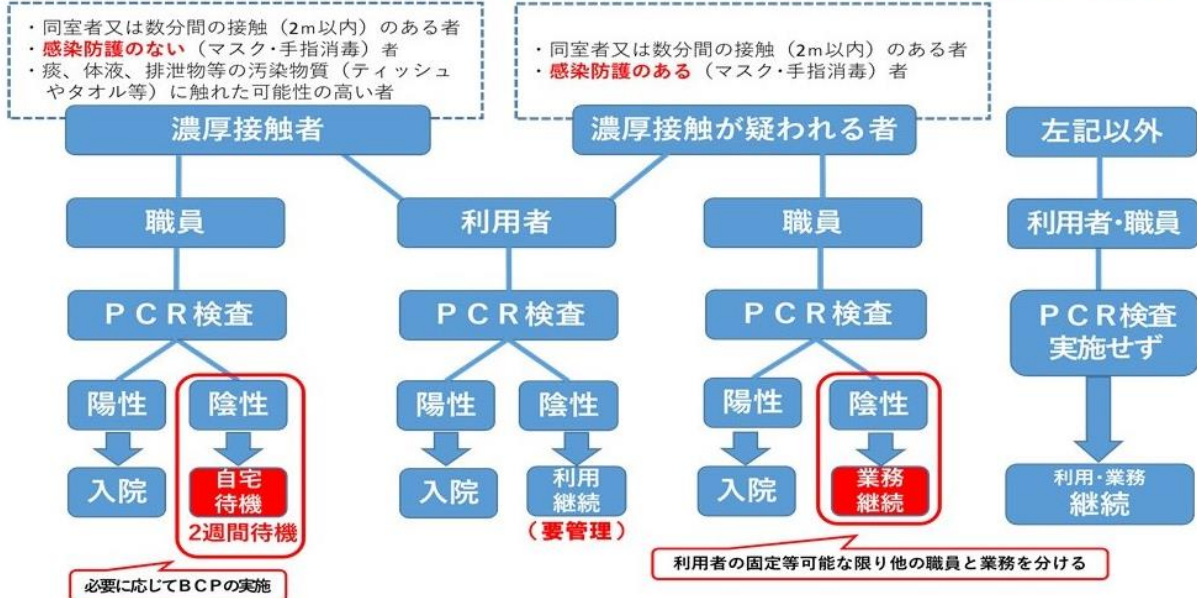 ・同室者又は数分間の接触（2ｍ以内）のある者
・感染防護のない（マスク・手指消毒）者
・痰、体液、排泄物等の汚染物質（ティッシュ
やタオル等）に触れた可能性の高い者
・同室者又は数分間の接触（2ｍ以内）のある者
・感染防護のある（マスク・手指消毒）者
濃厚接触者
濃厚接触が疑われる者
左記以外
職員
利用者
職員
利用者・職員
ＰＣＲ検査
ＰＣＲ検査
ＰＣＲ検査
ＰＣＲ検査
実施せず
陽性
陰性
陽性
陰性
陽性
陰性
入院
自宅
待機
2週間待機
入院
利用
継続
（要管理）
入院
業務
継続
利用・業務
継続
必要に応じてＢＣＰの実施
利用者の固定等可能な限り他の職員と業務を分ける